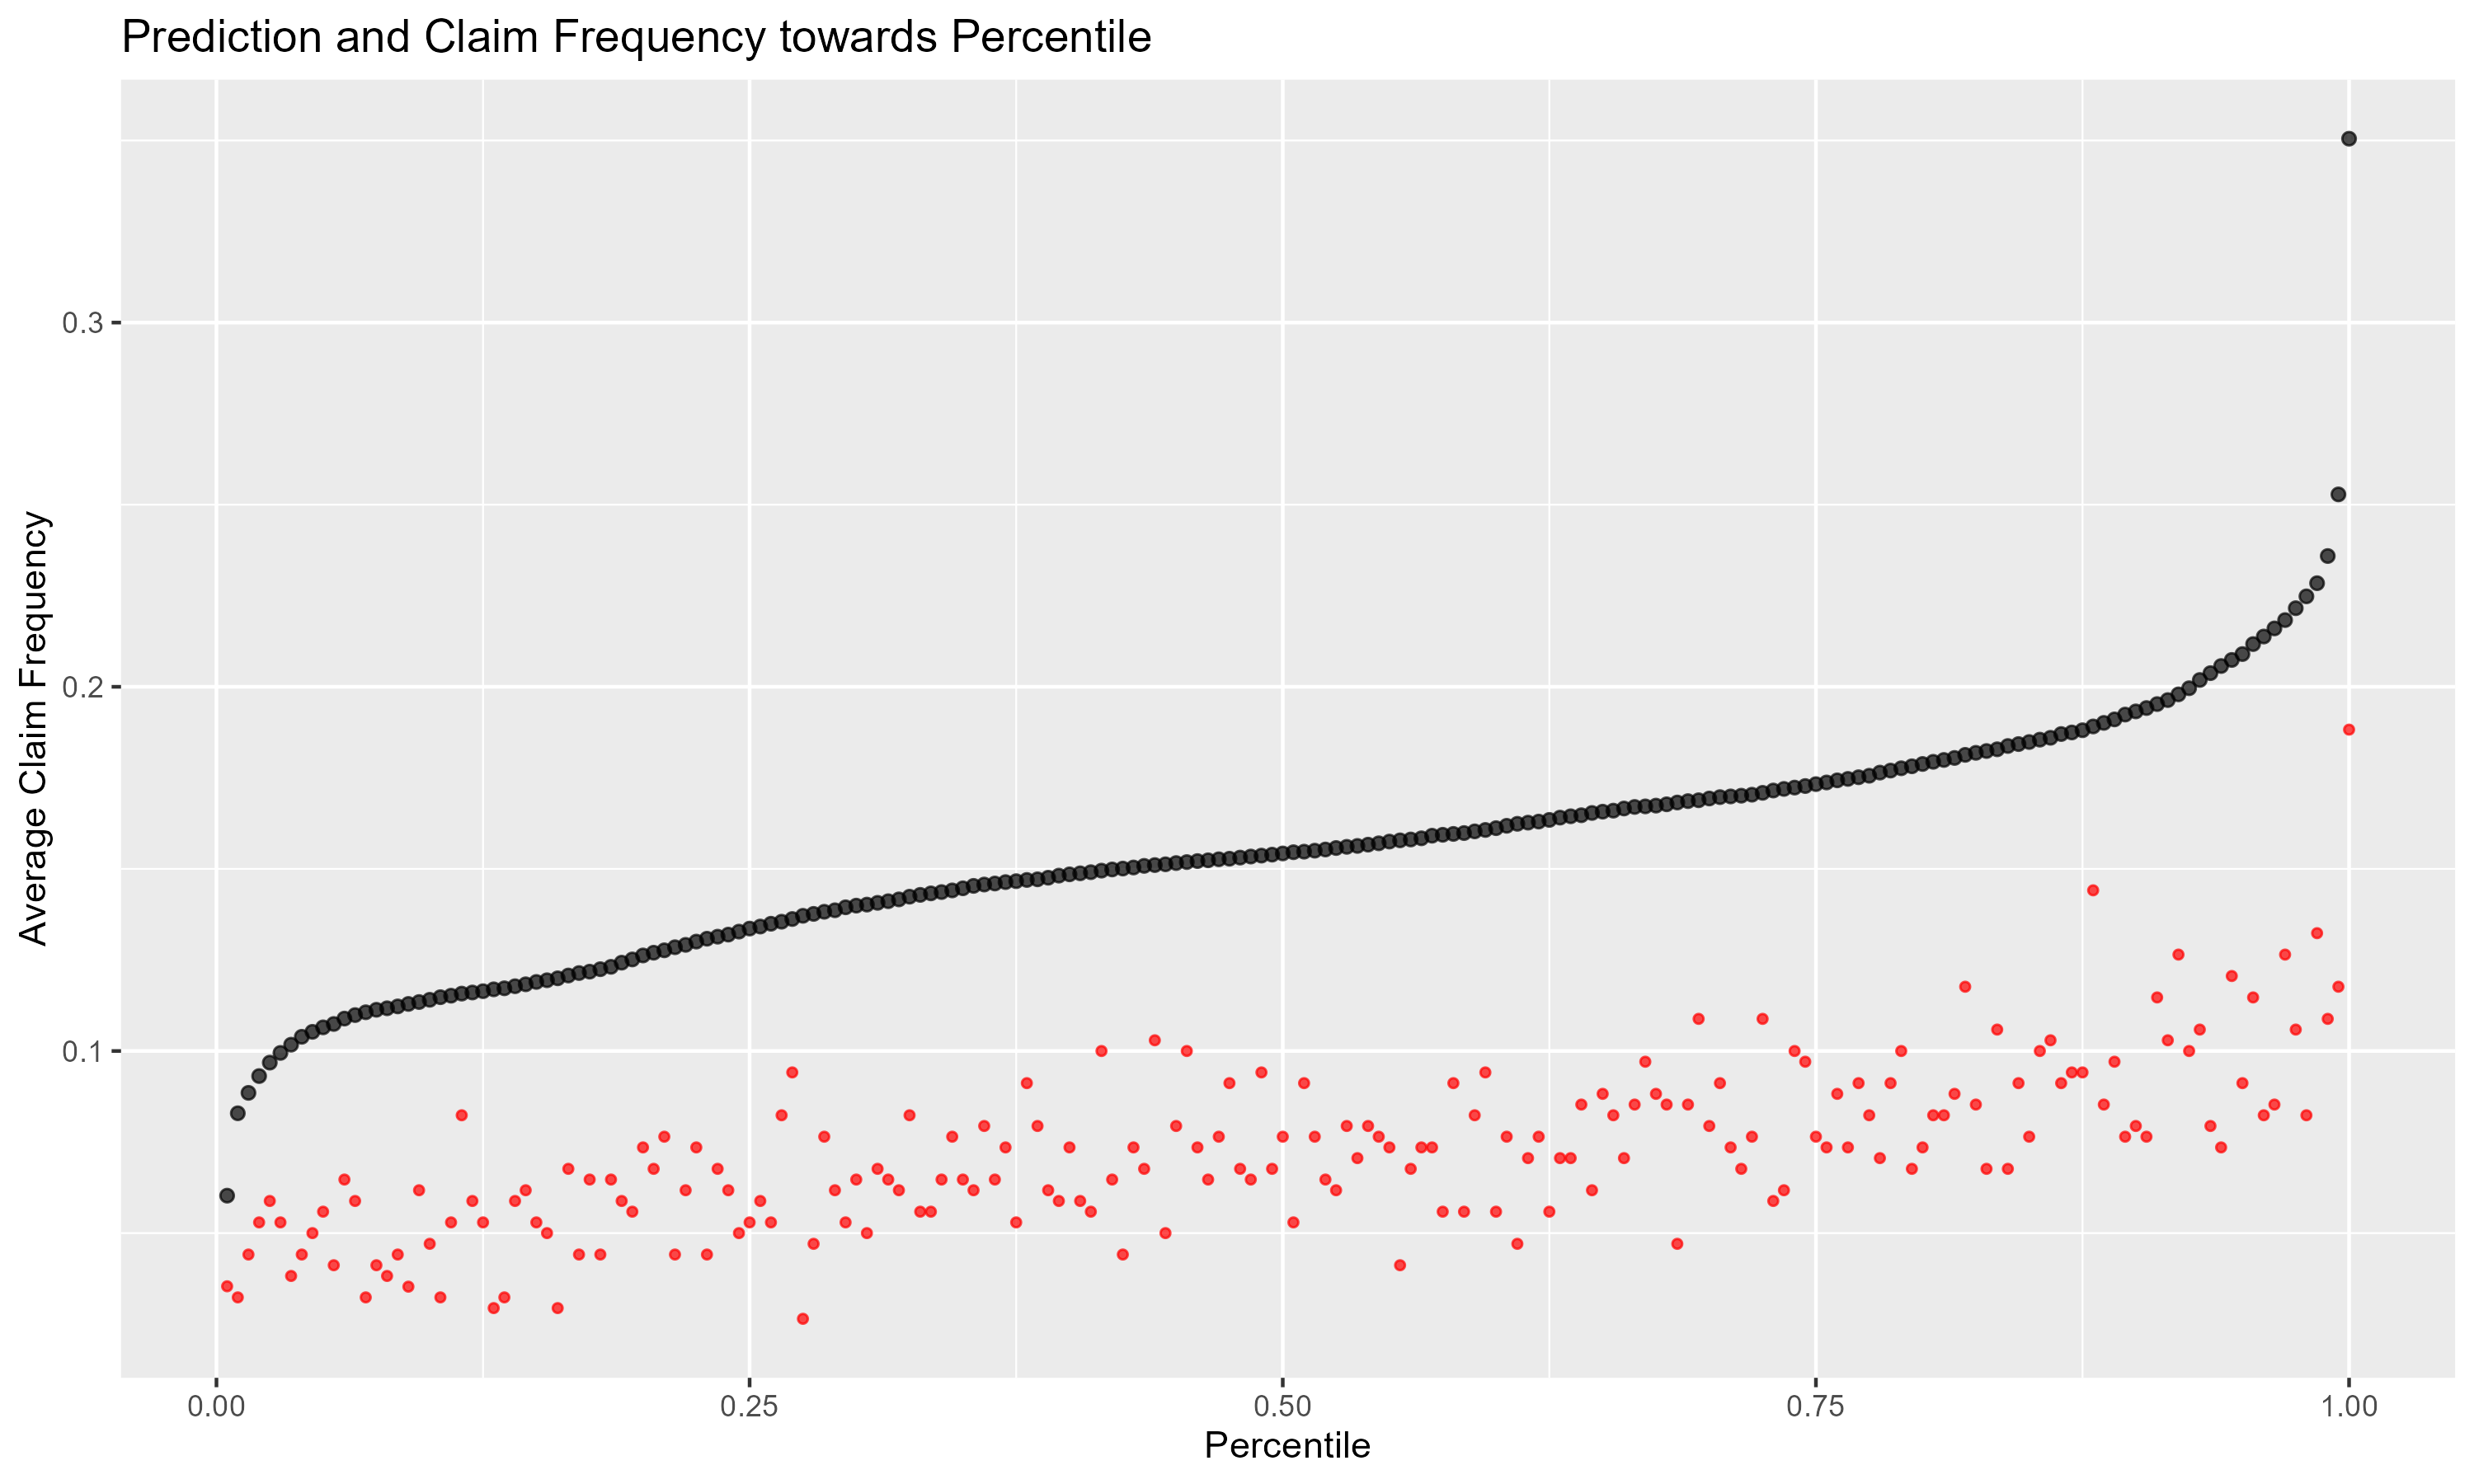 Prediction and Claim Frequency towards Percentile
Average Claim Frequency
0.3
0.2
0.1
0.00
0.25
0.50
0.75
1.00
Percentile